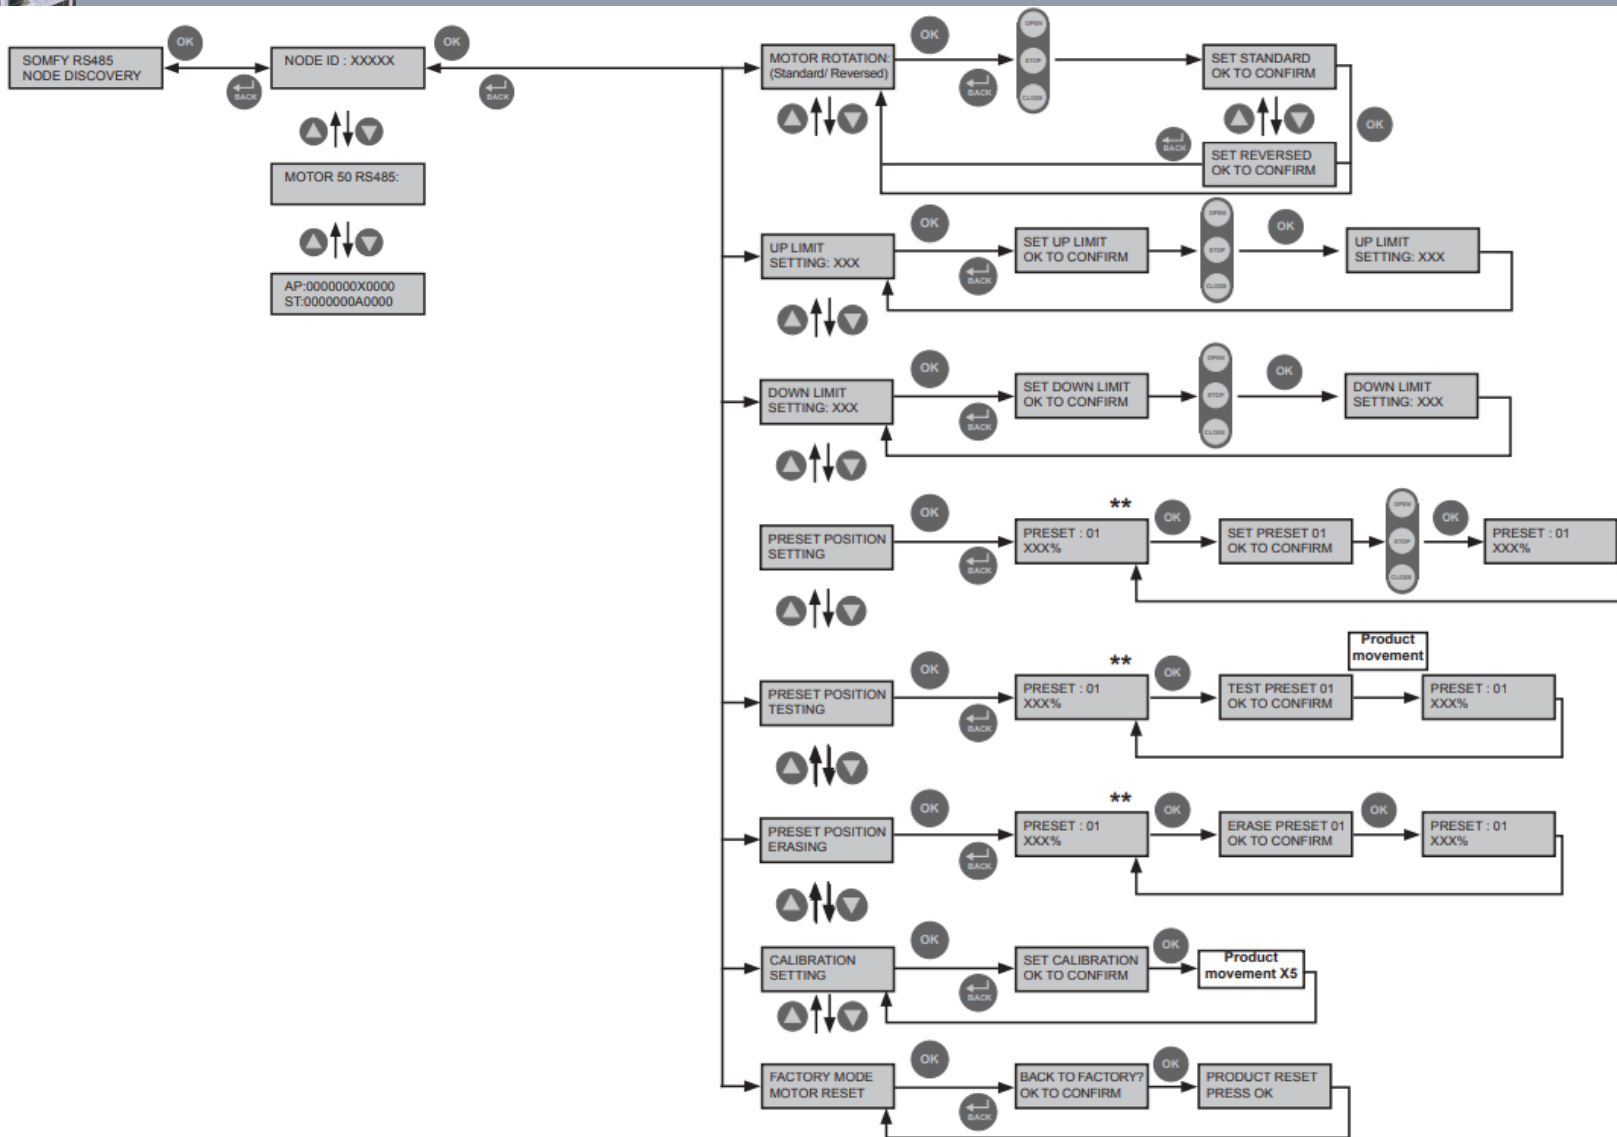 SOMFY RS485
NODE DISCOVERY
OK
BACK
NODE ID : XXXXX
OK
BACK
MOTOR 50 RS485:
AP:0000000X0000
ST:0000000A0000
MOTOR ROTATION:
(Standard/ Reversed)
OK
BACK
OPEN
STOP
CLOSE
SET STANDARD
OK TO CONFIRM
OK
BACK
SET REVERSED
OK TO CONFIRM
UP LIMIT
SETTING: XXX
OK
BACK
SET UP LIMIT
OK TO CONFIRM
OPEN
STOP
CLOSE
OK
UP LIMIT
SETTING: XXX
DOWN LIMIT
SETTING: XXX
OK
BACK
SET DOWN LIMIT
OK TO CONFIRM
OPEN
STOP
CLOSE
OK
DOWN LIMIT
SETTING: XXX
PRESET POSITION
SETTING
OK
BACK
**
PRESET : 01
XXX%
OK
SET PRESET 01
OK TO CONFIRM
OPEN
STOP
CLOSE
OK
PRESET : 01
XXX%
PRESET POSITION
TESTING
OK
BACK
**
PRESET : 01
XXX%
OK
TEST PRESET 01
OK TO CONFIRM
Product
movement
PRESET : 01
XXX%
PRESET POSITION
ERASING
OK
BACK
**
PRESET : 01
XXX%
OK
ERASE PRESET 01
OK TO CONFIRM
OK
PRESET : 01
XXX%
CALIBRATION
SETTING
OK
BACK
SET CALIBRATION
OK TO CONFIRM
OK
Product
movement X5
FACTORY MODE
MOTOR RESET
OK
BACK
BACK TO FACTORY?
OK TO CONFIRM
OK
PRODUCT RESET
PRESS OK